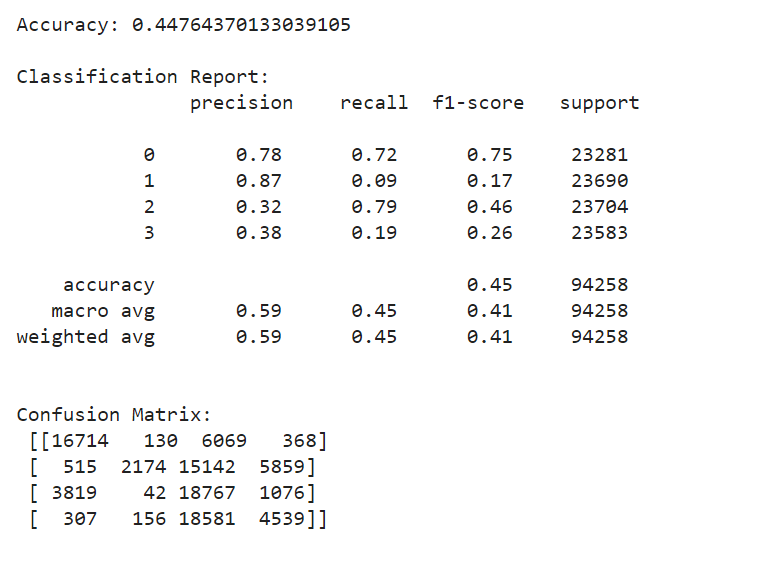 Accuracy: 0.44764370133039105
Classification Report:
precision recall f1-score support
0 0.78 0.72 0.75 23281
1 0.87 0.09 0.17 23690
2 0.32 0.79 0.46 23704
3 0.38 0.19 0.26 23583
accuracy 0.45 94258
macro avg 0.59 0.45 0.41 94258
weighted avg 0.59 0.45 0.41 94258
Confusion Matrix:
[[16714 130 6069 368]
[ 515 2174 15142 5859]
[ 3819 42 18767 1076]
[ 307 156 18581 4539]]